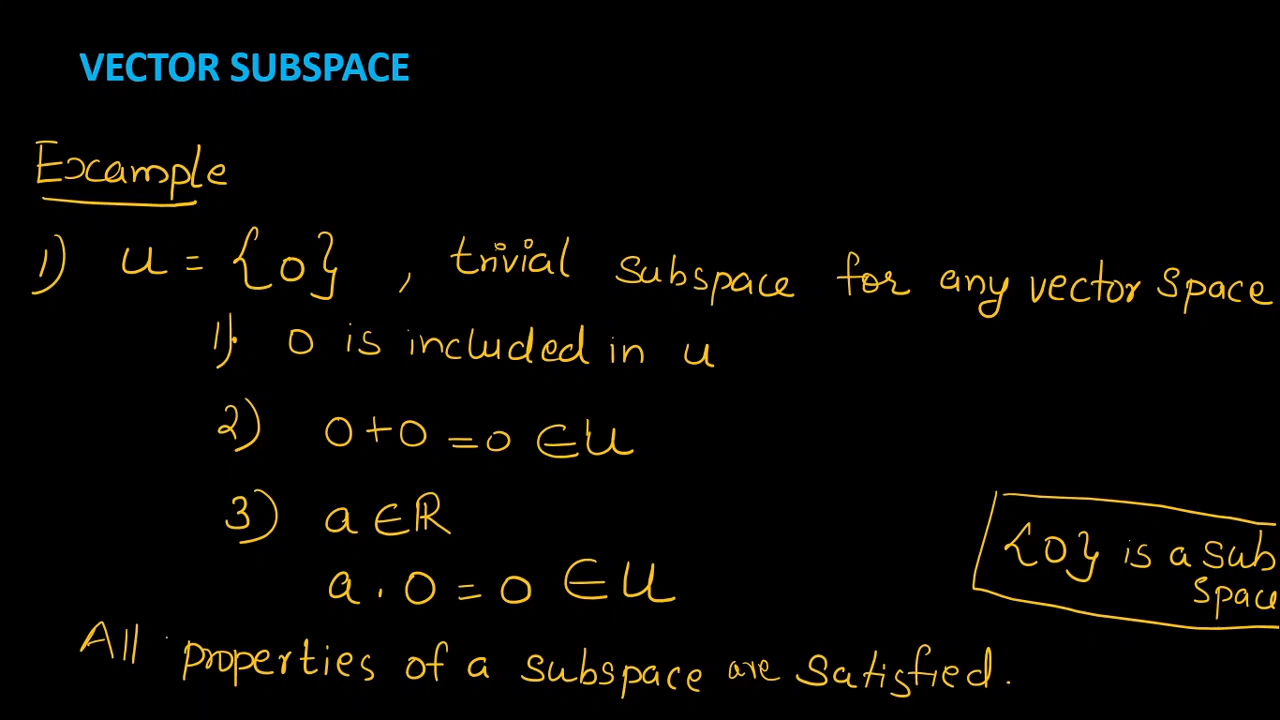 VECTOR SUBSPACE
Example
1) U = {0} , trivial subspace for any vector space
1). 0 is included in U
2) 0+0 = 0 ∈ U
3) a ∈ ℝ
a . 0 = 0 ∈ U
{0} is a sub
space
All properties of a subspace are satisfied.